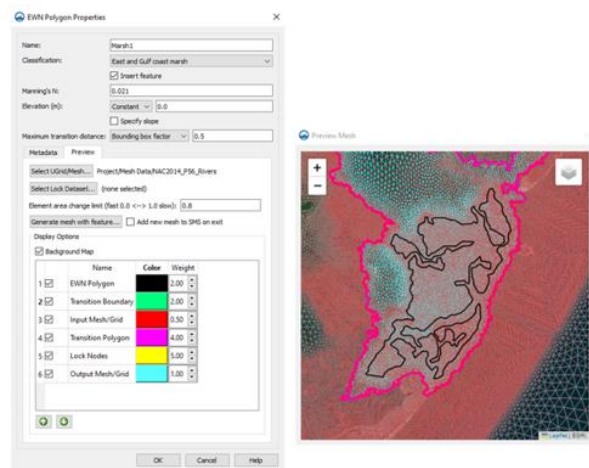 EWN Polygon Properties
Name: Marsh1
Classification: East and Gulf coast marsh
Insert feature
Manning's N: 0.021
Elevation (m): Constant 0.0
Specify slope
Maximum transition distance: Bounding box factor 0.5
Metadata Preview
Select UGrid/Mesh... Project/Mesh Data/NAC2014_P56_Rivers
Select Lock Dataset... (none selected)
Element area change limit (fast 0.0 <--> 1.0 slow): 0.8
Generate mesh with feature... Add new mesh to SMS on exit
Display Options
Background Map
Name Color Weight
1 EWN Polygon 2.00
2 Transition Boundary 2.00
3 Input Mesh/Grid 0.50
4 Transition Polygon 4.00
5 Lock Nodes 5.00
6 Output Mesh/Grid 1.00
OK Cancel Help
Preview Mesh
+
−
Leaflet | ESRI